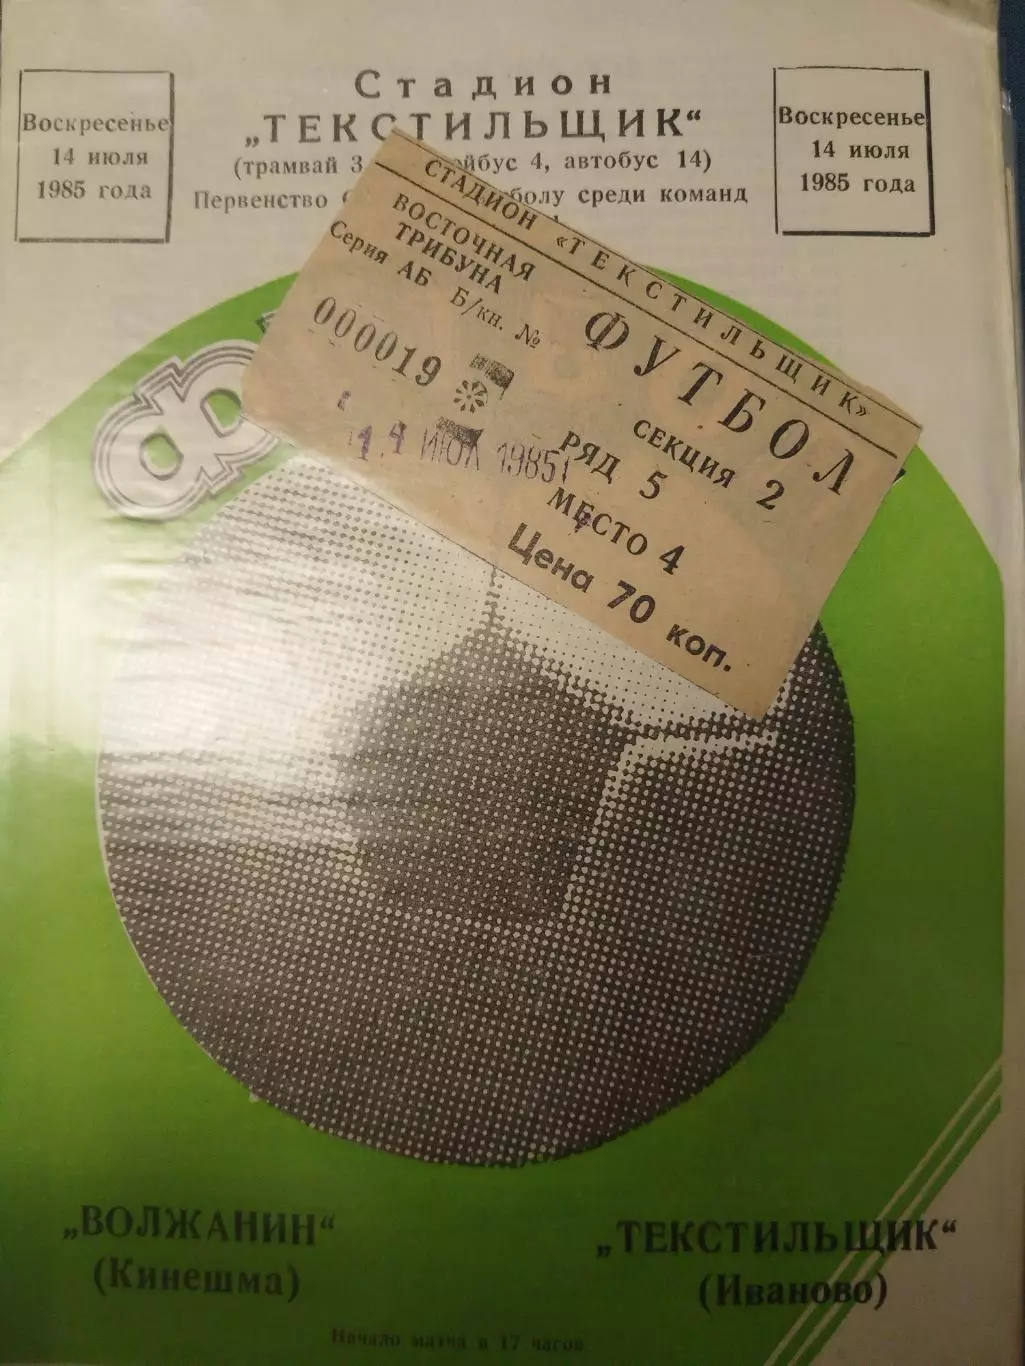 Воскресенье
14 июля
1985 года
Стадион
„ТЕКСТИЛЬЩИК“
(трамвай 3, йбус 4, автобус 14)
Первенство болу среди команд
Воскресенье
14 июля
1985 года
СТАДИОН «ТЕКСТИЛЬЩИК»
ВОСТОЧНАЯ
ТРИБУНА
Серия АБ Б/кн. №
000019
14 ИЮЛ 1985
ФУТБОЛ
СЕКЦИЯ 2
РЯД 5
МЕСТО 4
Цена 70 коп.
Ф
„ВОЛЖАНИН“
(Кинешма)
„ТЕКСТИЛЬЩИК“
(Иваново)
Начало матча в 17 часов